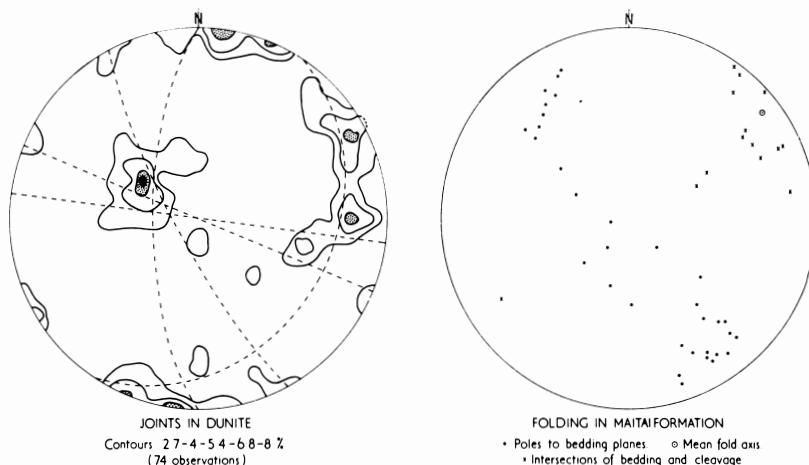 N
JOINTS IN DUNITE
Contours 2 7-4-5 4-6 8-8 %
(74 observations)
N
FOLDING IN MAITAI FORMATION
• Poles to bedding planes ⊙ Mean fold axis
× Intersections of bedding and cleavage